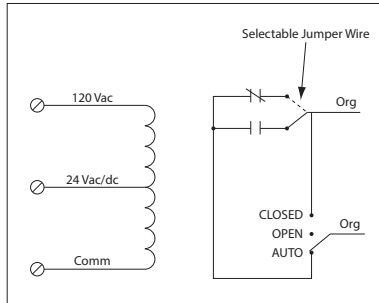 Selectable Jumper Wire
120 Vac
Org
24 Vac/dc
CLOSED
Org
OPEN
AUTO
Comm